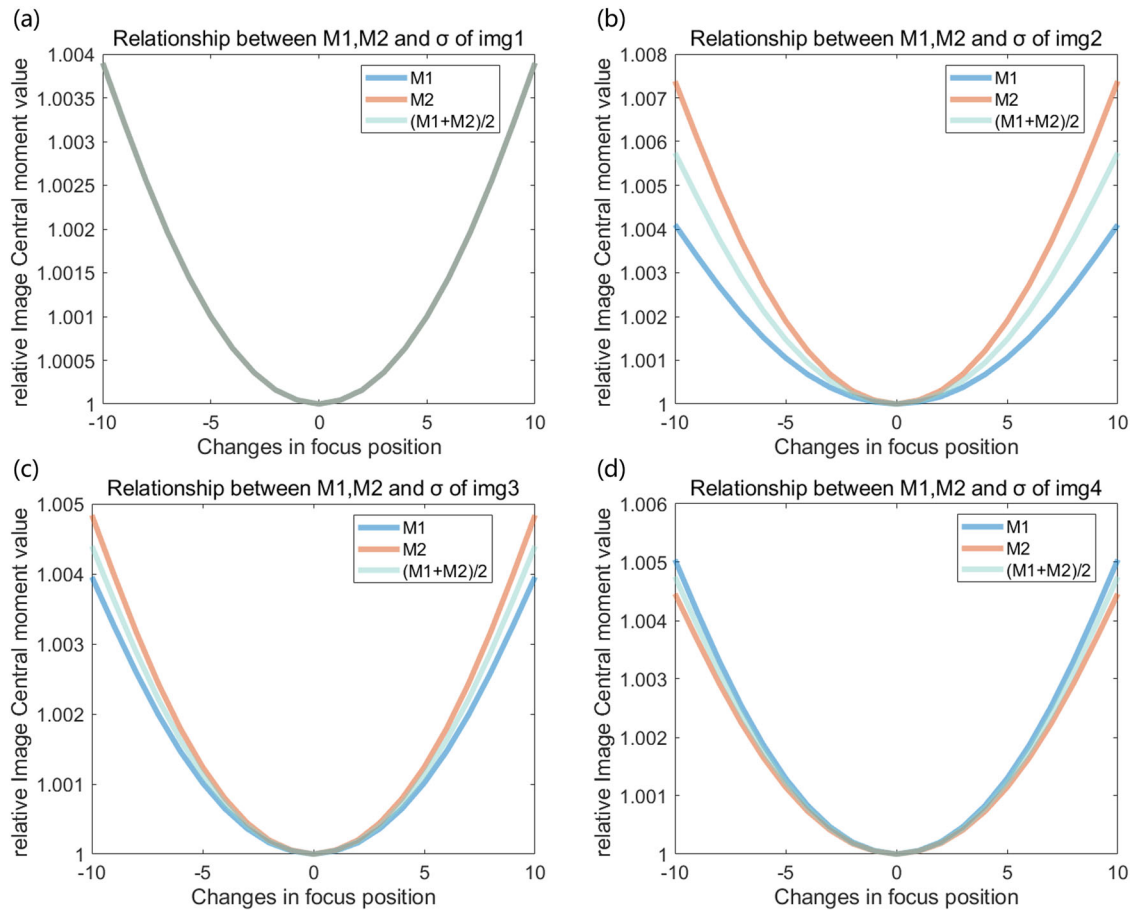 (a)
Relationship between M1,M2 and σ of img1
relative Image Central moment value
1.004
1.0035
1.003
1.0025
1.002
1.0015
1.001
1.0005
1
M1
M2
(M1+M2)/2
-10 -5 0 5 10
Changes in focus position
(b)
Relationship between M1,M2 and σ of img2
relative Image Central moment value
1.008
1.007
1.006
1.005
1.004
1.003
1.002
1.001
1
M1
M2
(M1+M2)/2
-10 -5 0 5 10
Changes in focus position
(c)
Relationship between M1,M2 and σ of img3
relative Image Central moment value
1.005
1.004
1.003
1.002
1.001
1
M1
M2
(M1+M2)/2
-10 -5 0 5 10
Changes in focus position
(d)
Relationship between M1,M2 and σ of img4
relative Image Central moment value
1.006
1.005
1.004
1.003
1.002
1.001
1
M1
M2
(M1+M2)/2
-10 -5 0 5 10
Changes in focus position